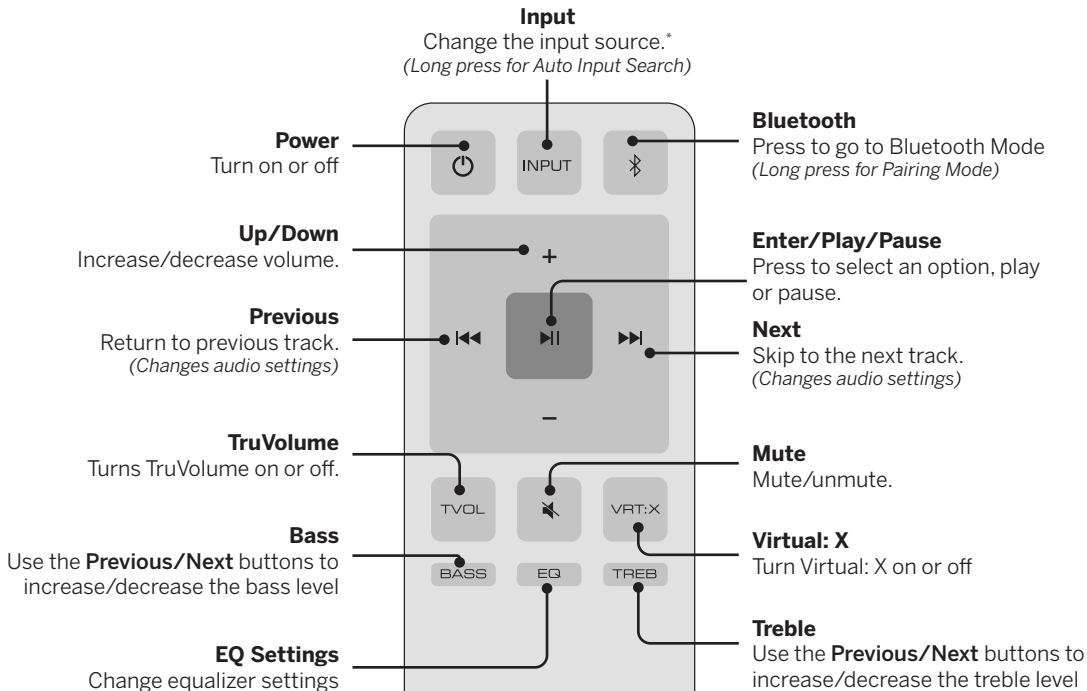 Input
Change the input source.*
(Long press for Auto Input Search)
Power
Turn on or off
Bluetooth
Press to go to Bluetooth Mode
(Long press for Pairing Mode)
INPUT
Up/Down
Increase/decrease volume.
+
Enter/Play/Pause
Press to select an option, play
or pause.
Previous
Return to previous track.
(Changes audio settings)
Next
Skip to the next track.
(Changes audio settings)
−
TruVolume
Turns TruVolume on or off.
Mute
Mute/unmute.
TVOL
VRT:X
Bass
Use the Previous/Next buttons to
increase/decrease the bass level
Virtual: X
Turn Virtual: X on or off
BASS
EQ
TREB
EQ Settings
Change equalizer settings
Treble
Use the Previous/Next buttons to
increase/decrease the treble level